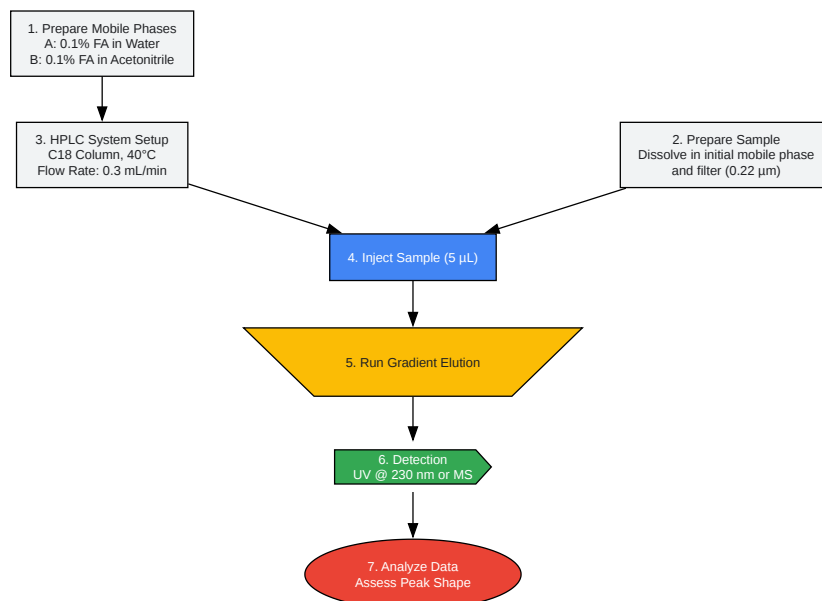 1. Prepare Mobile Phases
A: 0.1% FA in Water
B: 0.1% FA in Acetonitrile
3. HPLC System Setup
C18 Column, 40°C
Flow Rate: 0.3 mL/min
2. Prepare Sample
Dissolve in initial mobile phase
and filter (0.22 µm)
4. Inject Sample (5 µL)
5. Run Gradient Elution
6. Detection
UV @ 230 nm or MS
7. Analyze Data
Assess Peak Shape